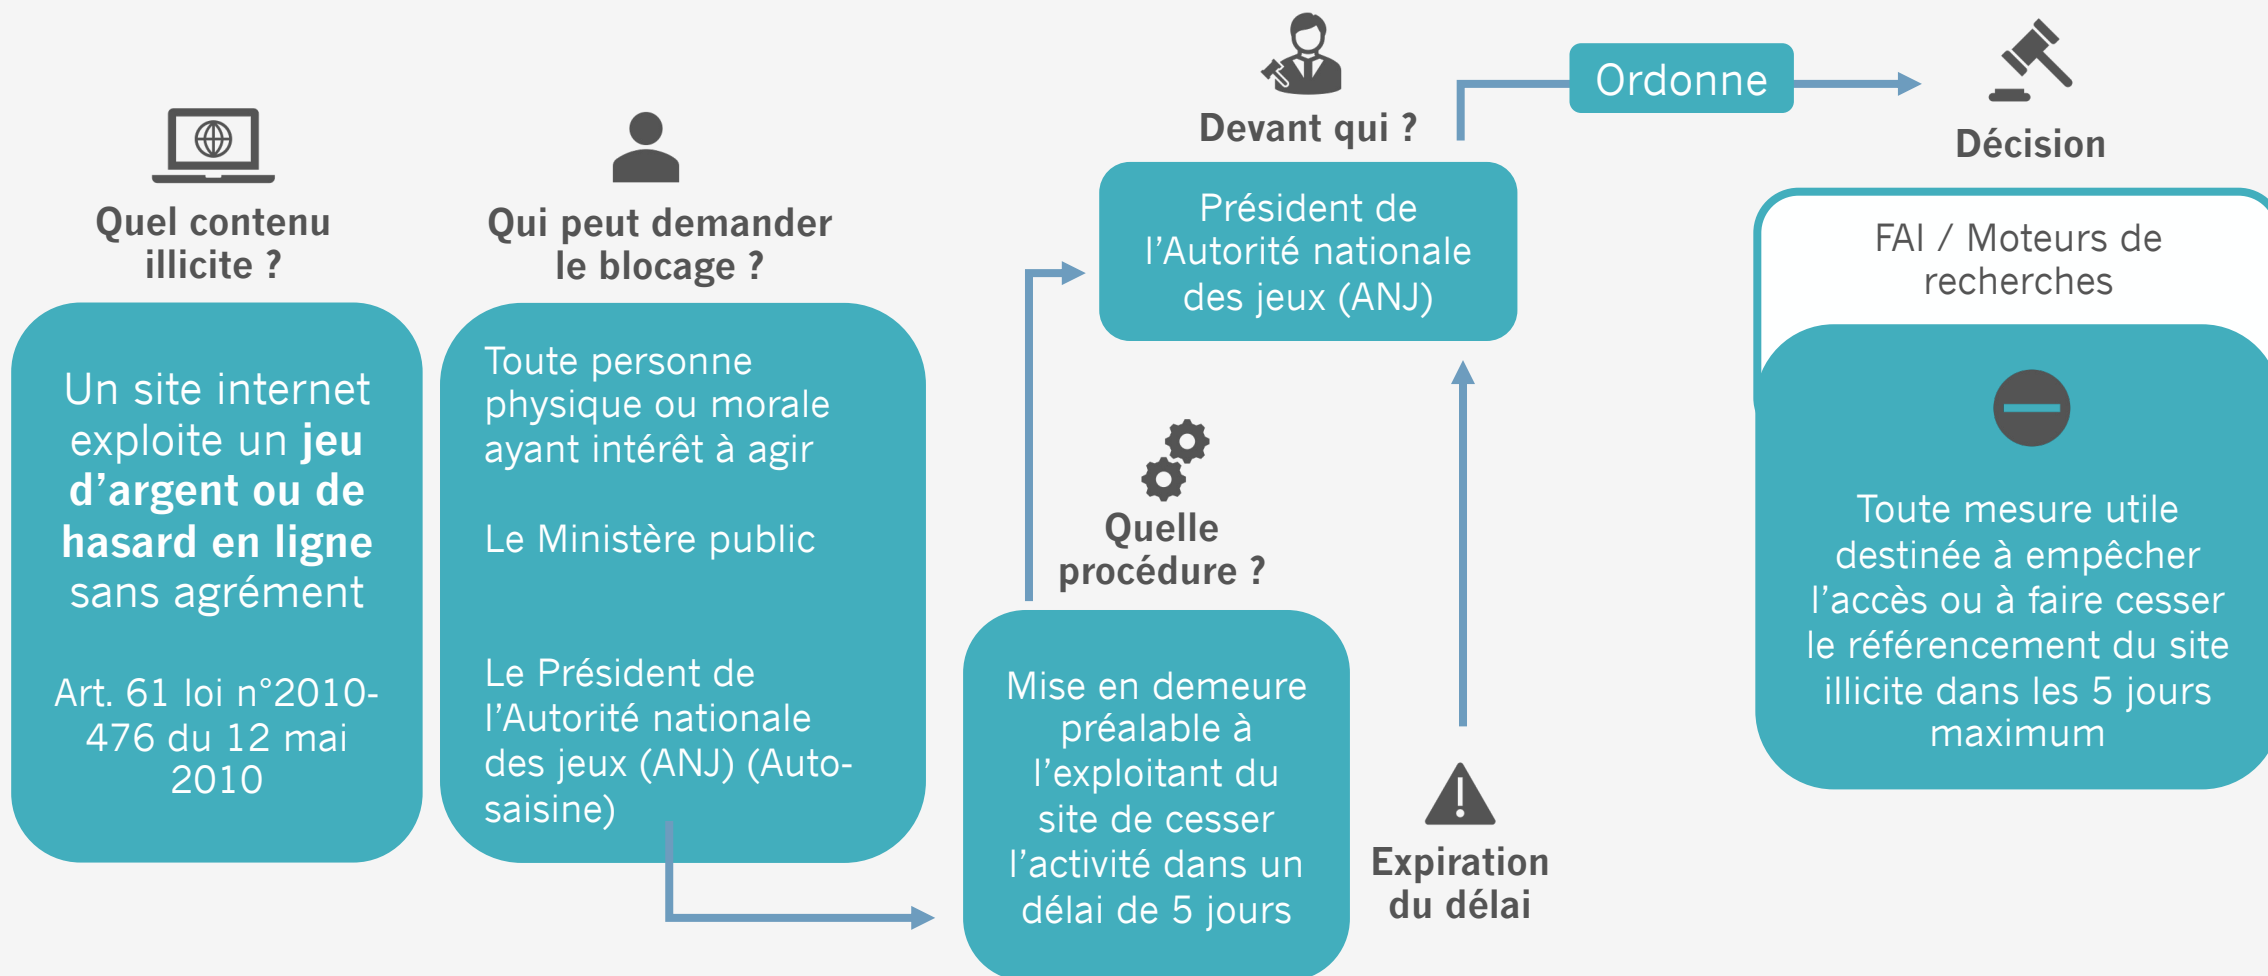 Quel contenu
illicite ?
Un site internet
exploite un jeu
d’argent ou de
hasard en ligne
sans agrément
Art. 61 loi n°2010-
476 du 12 mai
2010
Qui peut demander
le blocage ?
Toute personne
physique ou morale
ayant intérêt à agir
Le Ministère public
Le Président de
l’Autorité nationale
des jeux (ANJ) (Auto-
saisine)
Quelle
procédure ?
Mise en demeure
préalable à
l’exploitant du
site de cesser
l’activité dans un
délai de 5 jours
Devant qui ?
Président de
l’Autorité nationale
des jeux (ANJ)
Expiration
du délai
Ordonne
Décision
FAI / Moteurs de
recherches
Toute mesure utile
destinée à empêcher
l’accès ou à faire cesser
le référencement du site
illicite dans les 5 jours
maximum